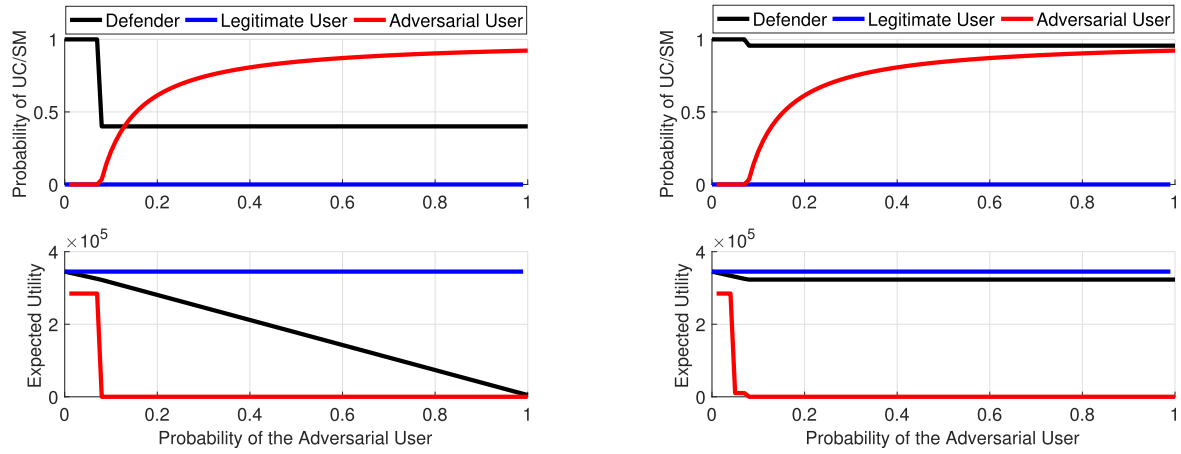 Defender Legitimate User Adversarial User
Probability of UC/SM
1
0.5
0
0 0.2 0.4 0.6 0.8 1
×10^5
Expected Utility
4
2
0
0 0.2 0.4 0.6 0.8 1
Probability of the Adversarial User
Defender Legitimate User Adversarial User
Probability of UC/SM
1
0.5
0
0 0.2 0.4 0.6 0.8 1
×10^5
Expected Utility
4
2
0
0 0.2 0.4 0.6 0.8 1
Probability of the Adversarial User